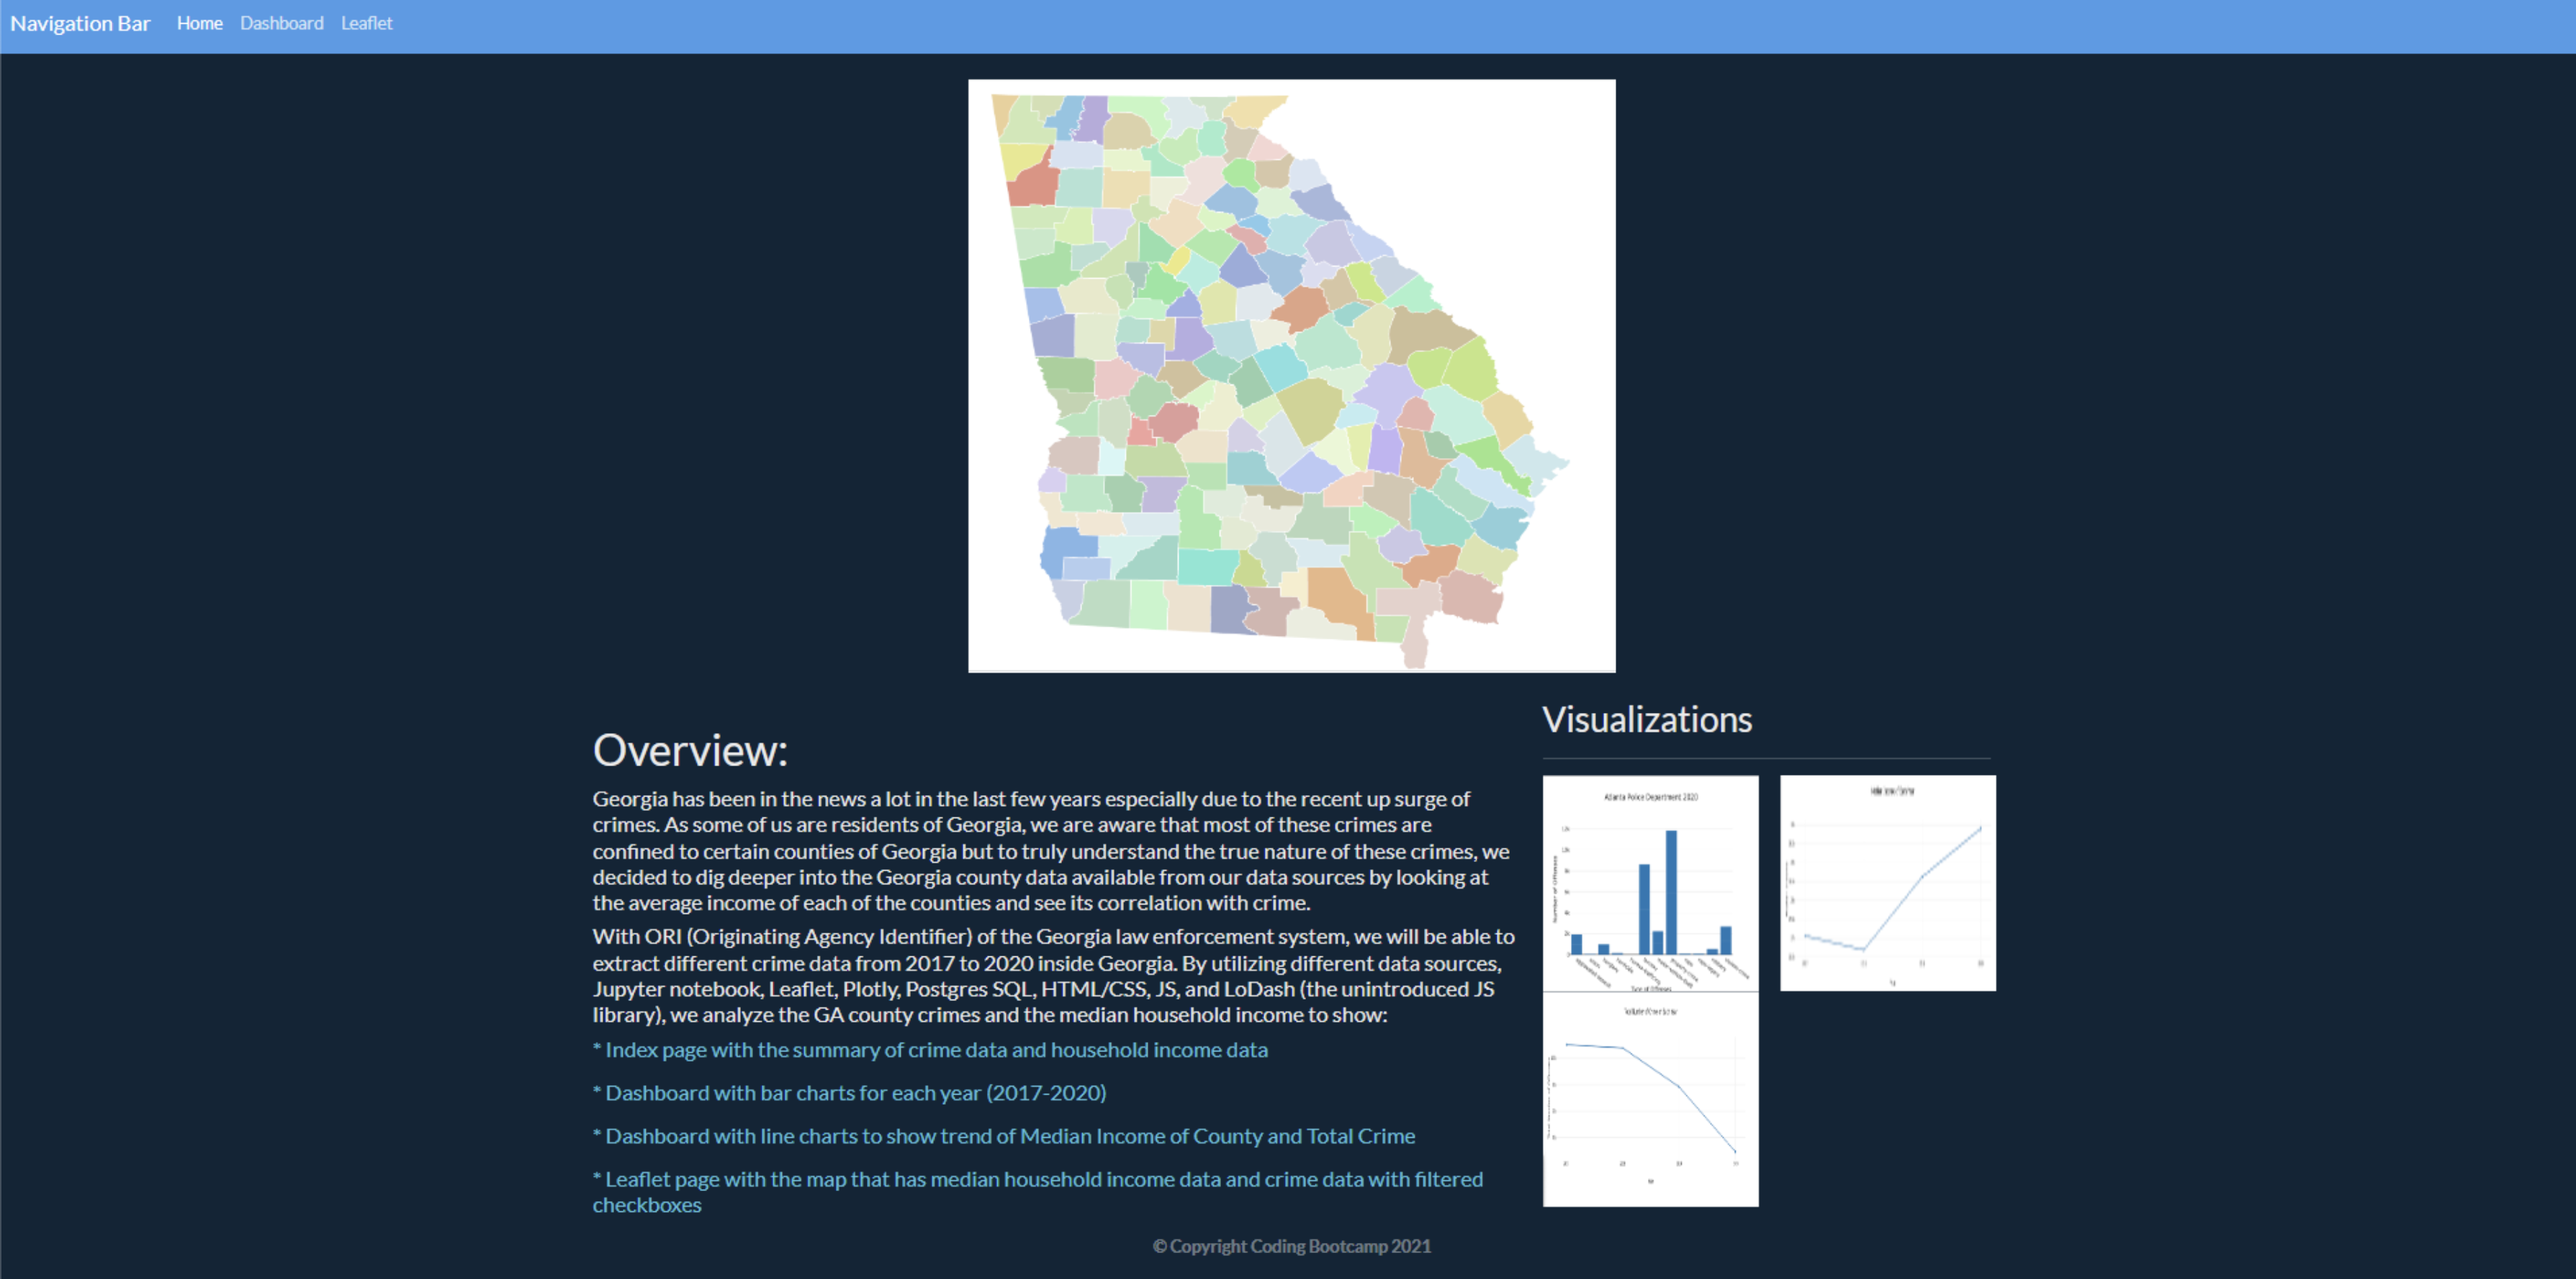 Navigation Bar Home Dashboard Leaflet
Overview:
Georgia has been in the news a lot in the last few years especially due to the recent up surge of
crimes. As some of us are residents of Georgia, we are aware that most of these crimes are
confined to certain counties of Georgia but to truly understand the true nature of these crimes, we
decided to dig deeper into the Georgia county data available from our data sources by looking at
the average income of each of the counties and see its correlation with crime.
With ORI (Originating Agency Identifier) of the Georgia law enforcement system, we will be able to
extract different crime data from 2017 to 2020 inside Georgia. By utilizing different data sources,
Jupyter notebook, Leaflet, Plotly, Postgres SQL, HTML/CSS, JS, and LoDash (the unintroduced JS
library), we analyze the GA county crimes and the median household income to show:
* Index page with the summary of crime data and household income data
* Dashboard with bar charts for each year (2017-2020)
* Dashboard with line charts to show trend of Median Income of County and Total Crime
* Leaflet page with the map that has median household income data and crime data with filtered
checkboxes
Visualizations
Atlanta Police Department 2020
Number of Offenses
Type of Offenses
© Copyright Coding Bootcamp 2021